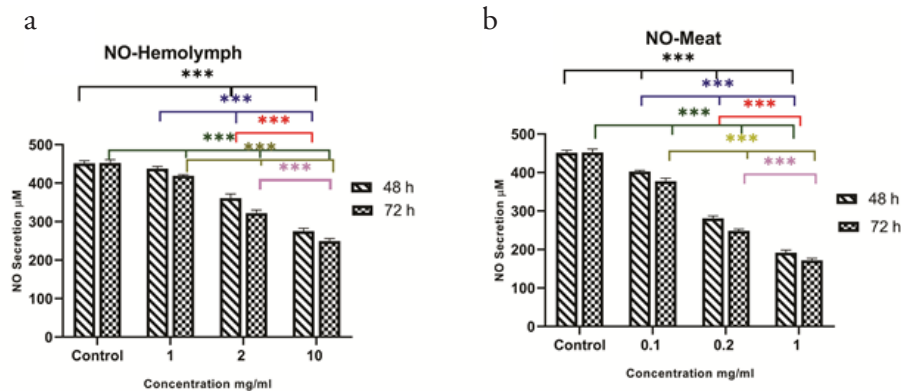 a
NO-Hemolymph
***
***
***
***
***
***
NO Secretion µM
500
400
300
200
100
0
Control 1 2 10
Concentration mg/ml
48 h
72 h
b
NO-Meat
***
***
***
***
***
***
NO Secretion µM
500
400
300
200
100
0
Control 0.1 0.2 1
Concentration mg/ml
48 h
72 h